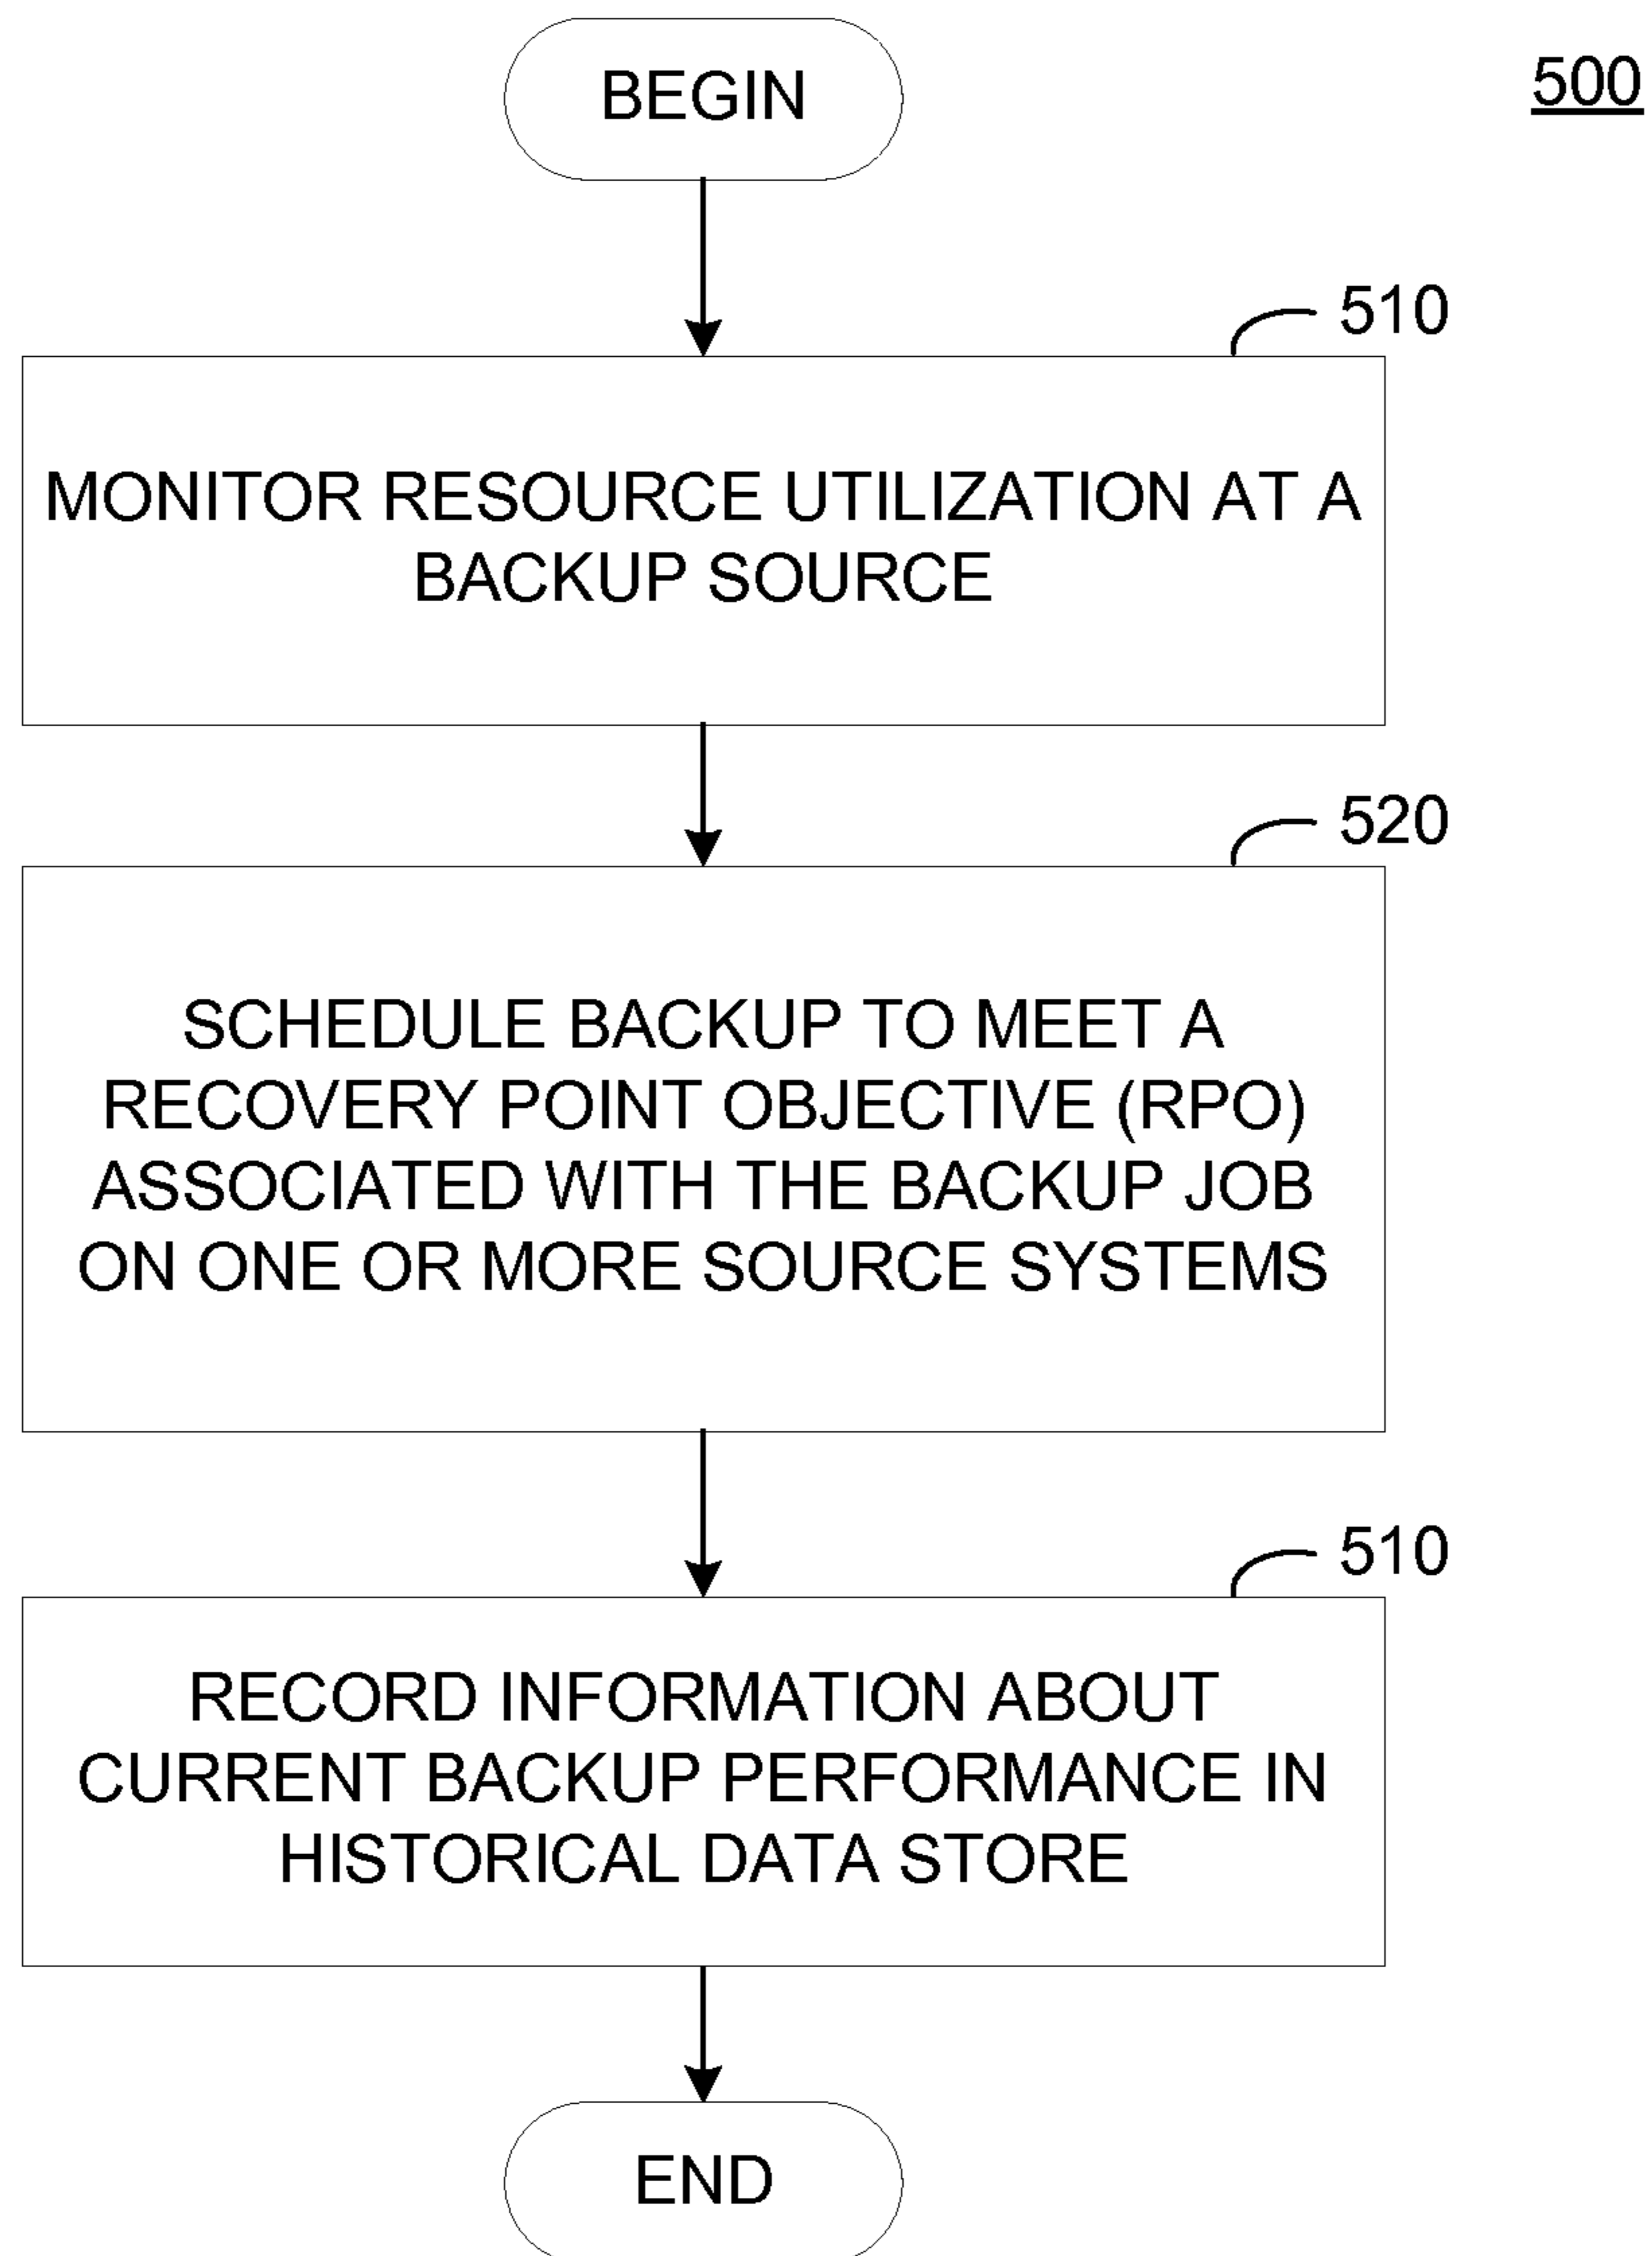 BEGIN
500
510
MONITOR RESOURCE UTILIZATION AT A
BACKUP SOURCE
520
SCHEDULE BACKUP TO MEET A
RECOVERY POINT OBJECTIVE (RPO)
ASSOCIATED WITH THE BACKUP JOB
ON ONE OR MORE SOURCE SYSTEMS
510
RECORD INFORMATION ABOUT
CURRENT BACKUP PERFORMANCE IN
HISTORICAL DATA STORE
END